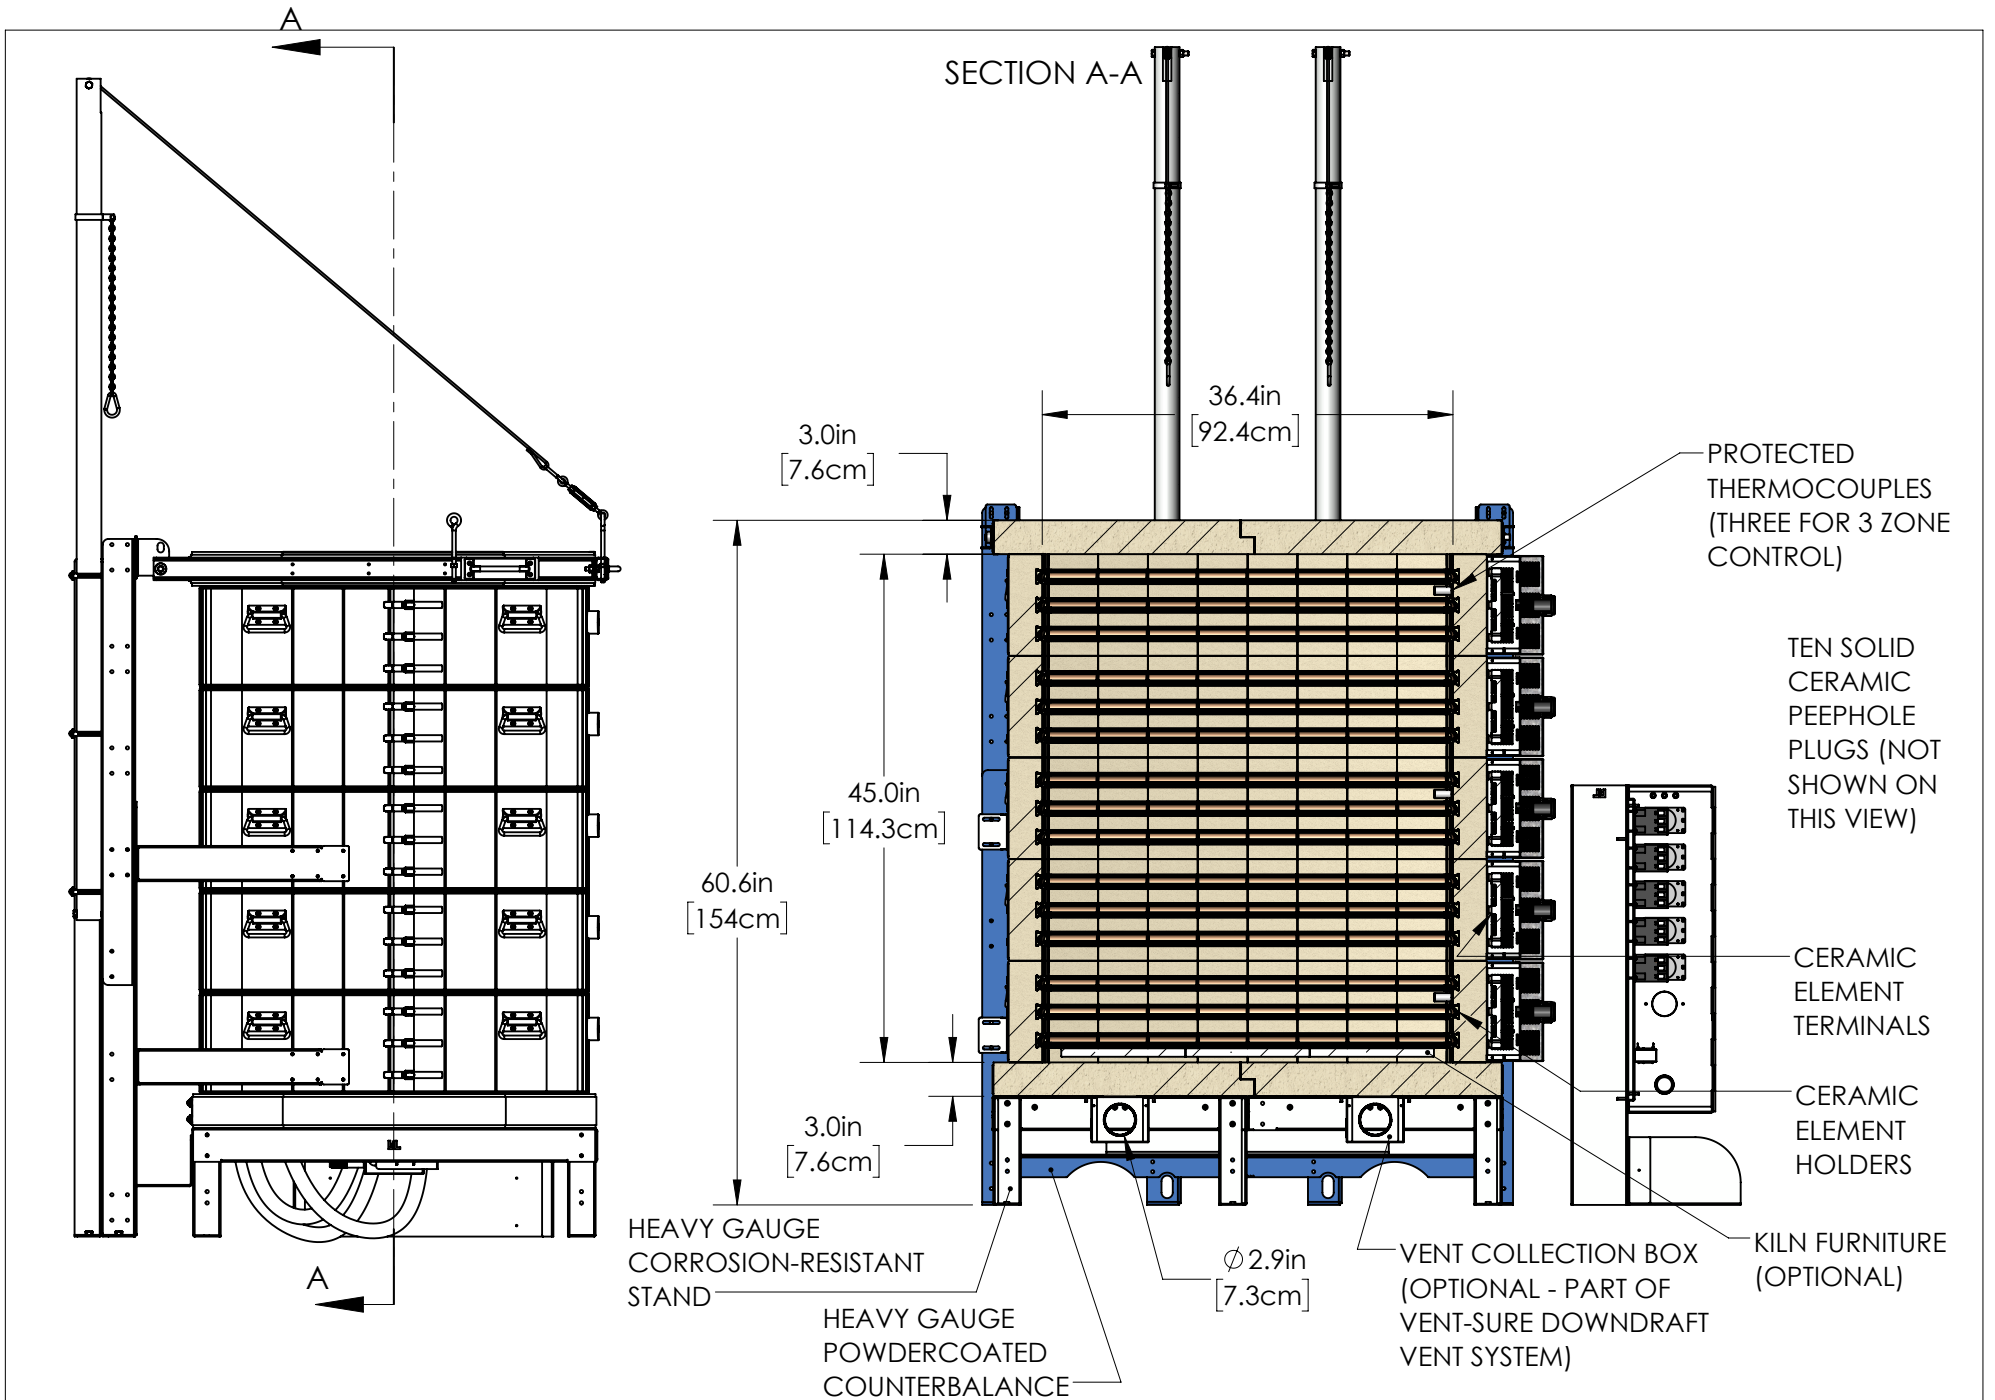 A
SECTION A-A
36.4in
[92.4cm]
3.0in
[7.6cm]
PROTECTED
THERMOCOUPLES
(THREE FOR 3 ZONE
CONTROL)
TEN SOLID
CERAMIC
PEEPHOLE
PLUGS (NOT
SHOWN ON
THIS VIEW)
45.0in
[114.3cm]
60.6in
[154cm]
CERAMIC
ELEMENT
TERMINALS
CERAMIC
ELEMENT
HOLDERS
3.0in
[7.6cm]
HEAVY GAUGE
CORROSION-RESISTANT
STAND
HEAVY GAUGE
POWDERCOATED
COUNTERBALANCE
Ø2.9in
[7.3cm]
VENT COLLECTION BOX
(OPTIONAL - PART OF
VENT-SURE DOWNDRAFT
VENT SYSTEM)
KILN FURNITURE
(OPTIONAL)
A